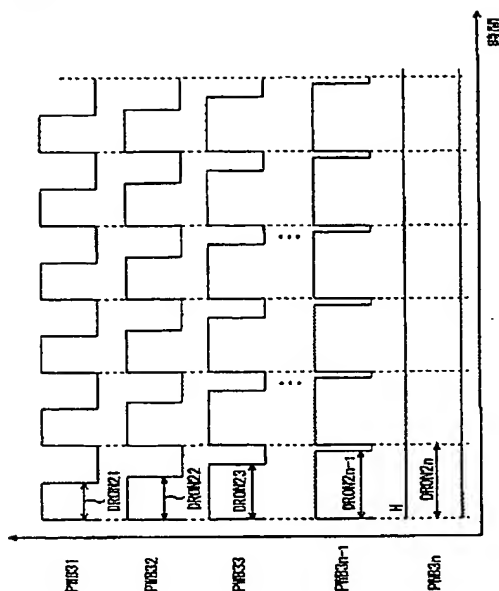 PWB31
DRON21
PWB32
DRON22
PWB33
DRON23
...
...
PWB3n-1
DRON2n-1
H
PWB3n
DRON2n
時間